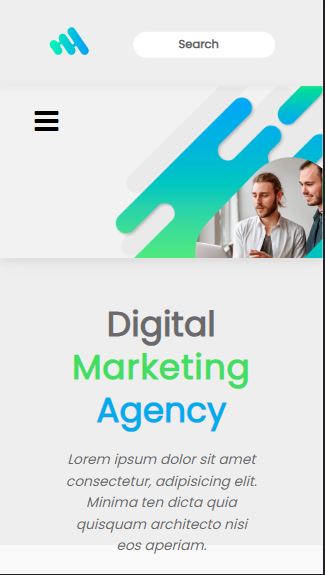 Search
Digital
Marketing
Agency
Lorem ipsum dolor sit amet
consectetur, adipisicing elit.
Minima ten dicta quia
quisquam architecto nisi
eos aperiam.